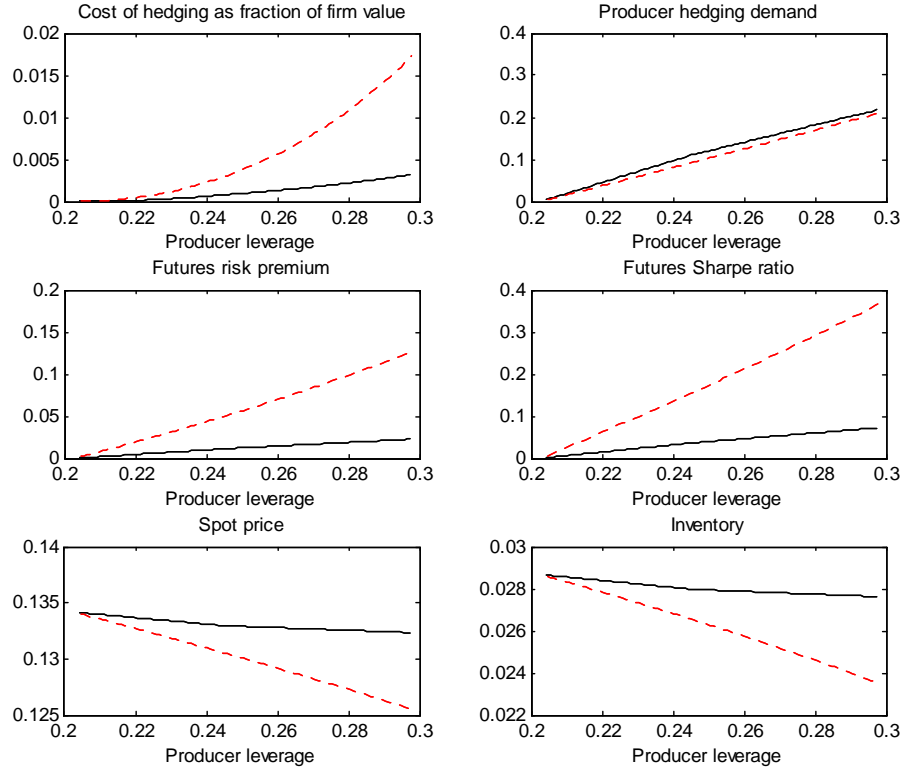 Cost of hedging as fraction of firm value
0.02
0.015
0.01
0.005
0
0.2 0.22 0.24 0.26 0.28 0.3
Producer leverage
Producer hedging demand
0.4
0.3
0.2
0.1
0
0.2 0.22 0.24 0.26 0.28 0.3
Producer leverage
Futures risk premium
0.2
0.15
0.1
0.05
0
0.2 0.22 0.24 0.26 0.28 0.3
Producer leverage
Futures Sharpe ratio
0.4
0.3
0.2
0.1
0
0.2 0.22 0.24 0.26 0.28 0.3
Producer leverage
Spot price
0.14
0.135
0.13
0.125
0.2 0.22 0.24 0.26 0.28 0.3
Producer leverage
Inventory
0.03
0.028
0.026
0.024
0.022
0.2 0.22 0.24 0.26 0.28 0.3
Producer leverage